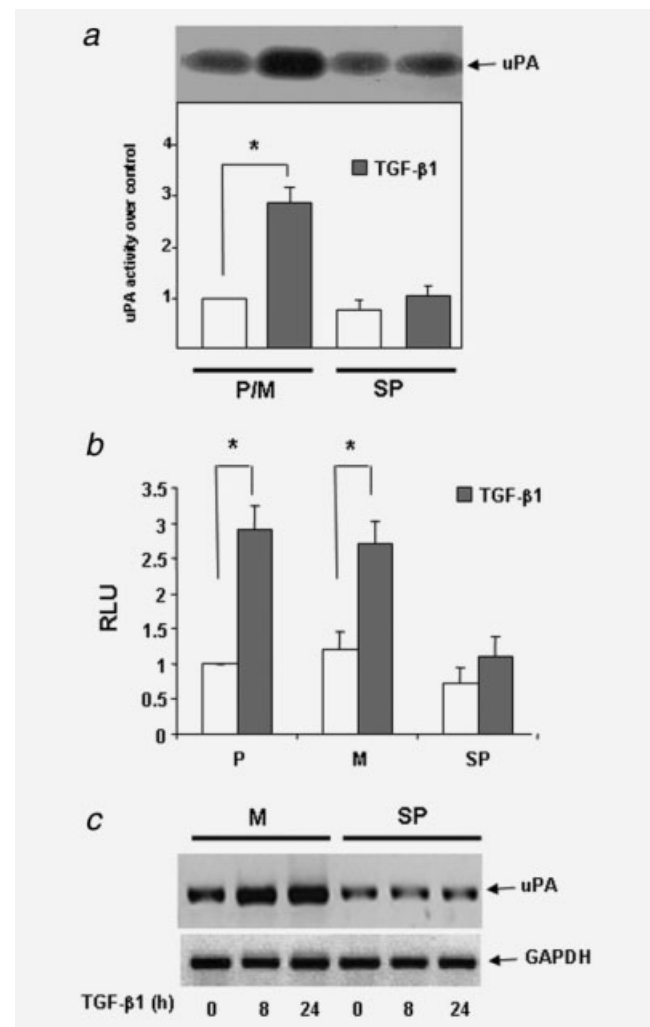 a
uPA
uPA activity over control
4
3
2
1
*
TGF-β1
P/M
SP
b
RLU
3.5
3
2.5
2
1.5
1
0.5
0
*
*
TGF-β1
P
M
SP
c
M
SP
uPA
GAPDH
TGF-β1 (h)
0 8 24 0 8 24